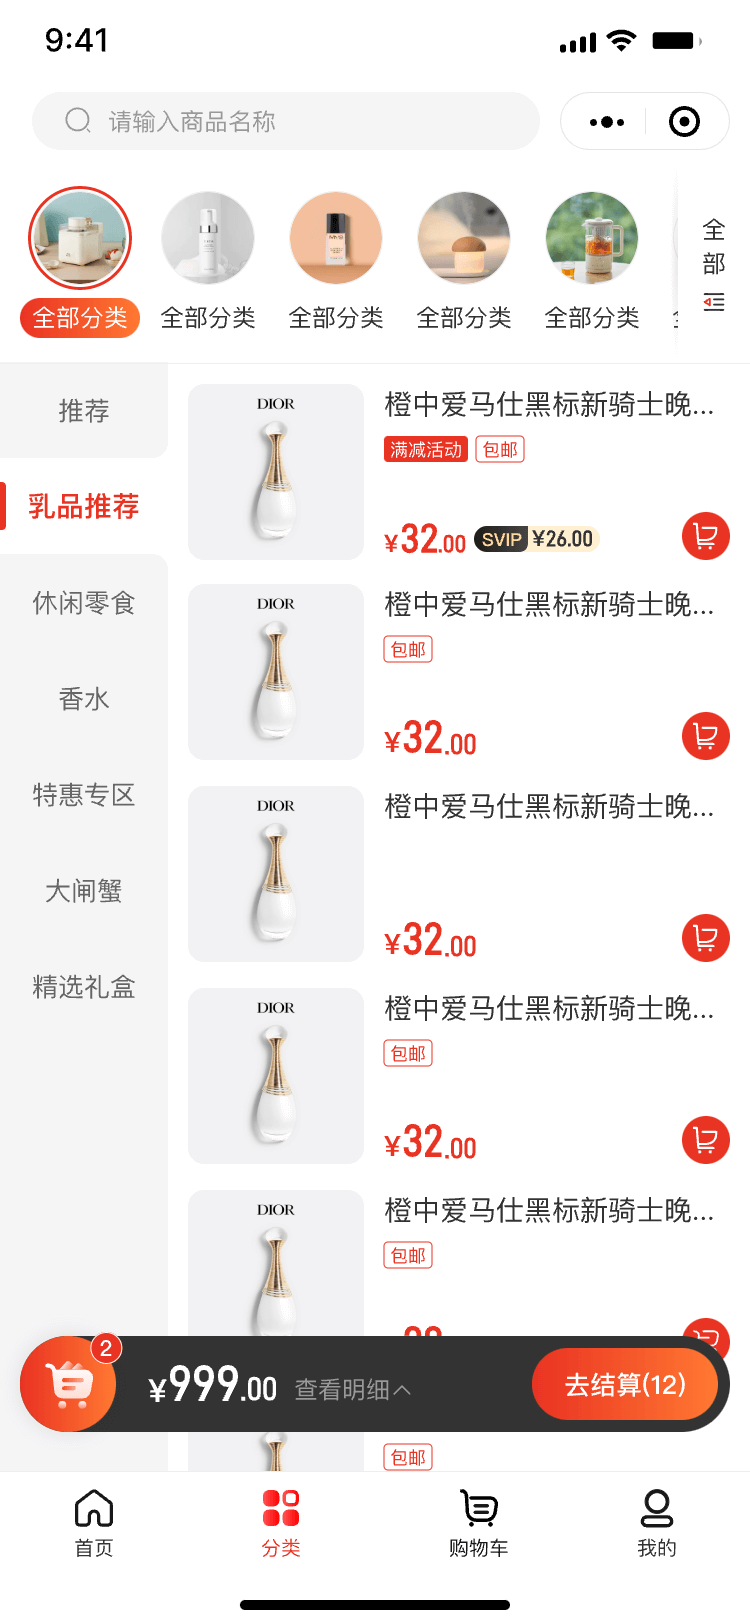 9:41
请输入商品名称
全部分类
全部分类
全部分类
全部分类
全部分类
全部
推荐
乳品推荐
休闲零食
香水
特惠专区
大闸蟹
精选礼盒
DIOR
橙中爱马仕黑标新骑士晚...
满减活动 包邮
¥32.00 SVIP ¥26.00
DIOR
橙中爱马仕黑标新骑士晚...
包邮
¥32.00
DIOR
橙中爱马仕黑标新骑士晚...
¥32.00
DIOR
橙中爱马仕黑标新骑士晚...
包邮
¥32.00
DIOR
橙中爱马仕黑标新骑士晚...
包邮
2
¥999.00 查看明细
去结算(12)
包邮
首页
分类
购物车
我的